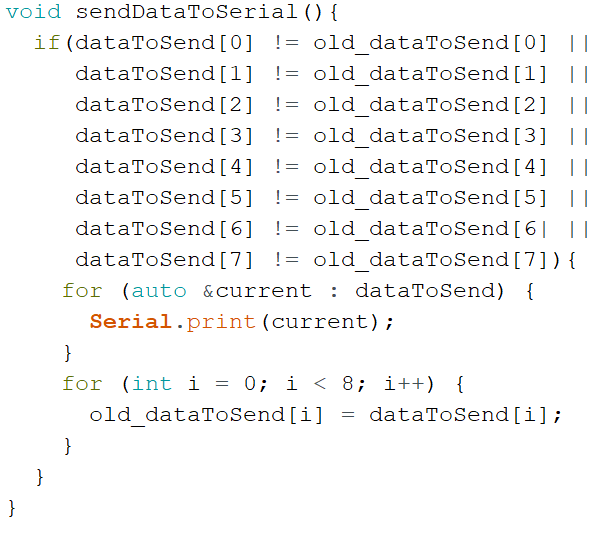 void sendDataToSerial(){
  if(dataToSend[0] != old_dataToSend[0] ||
     dataToSend[1] != old_dataToSend[1] ||
     dataToSend[2] != old_dataToSend[2] ||
     dataToSend[3] != old_dataToSend[3] ||
     dataToSend[4] != old_dataToSend[4] ||
     dataToSend[5] != old_dataToSend[5] ||
     dataToSend[6] != old_dataToSend[6| ||
     dataToSend[7] != old_dataToSend[7]){
    for (auto &current : dataToSend) {
      Serial.print(current);
    }
    for (int i = 0; i < 8; i++) {
      old_dataToSend[i] = dataToSend[i];
    }
  }
}